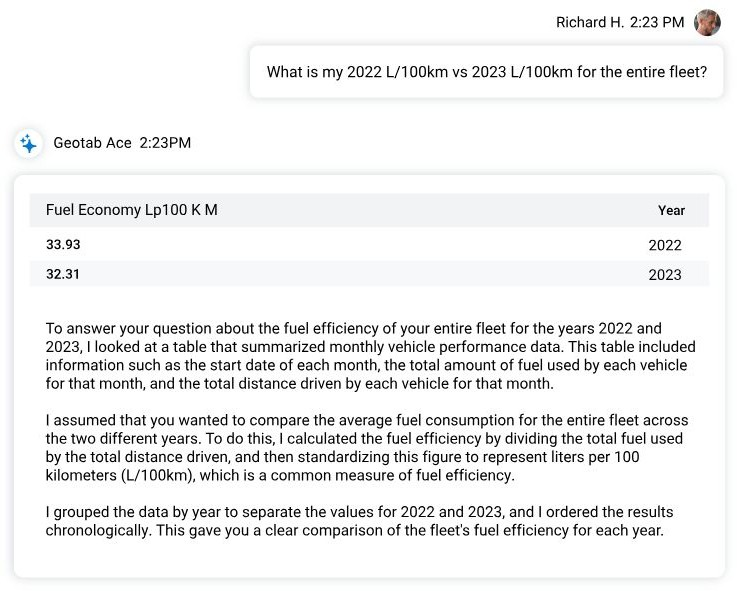 Richard H. 2:23 PM
What is my 2022 L/100km vs 2023 L/100km for the entire fleet?
Geotab Ace 2:23PM
Fuel Economy Lp100 K M Year
33.93 2022
32.31 2023
To answer your question about the fuel efficiency of your entire fleet for the years 2022 and
2023, I looked at a table that summarized monthly vehicle performance data. This table included
information such as the start date of each month, the total amount of fuel used by each vehicle
for that month, and the total distance driven by each vehicle for that month.
I assumed that you wanted to compare the average fuel consumption for the entire fleet across
the two different years. To do this, I calculated the fuel efficiency by dividing the total fuel used
by the total distance driven, and then standardizing this figure to represent liters per 100
kilometers (L/100km), which is a common measure of fuel efficiency.
I grouped the data by year to separate the values for 2022 and 2023, and I ordered the results
chronologically. This gave you a clear comparison of the fleet's fuel efficiency for each year.